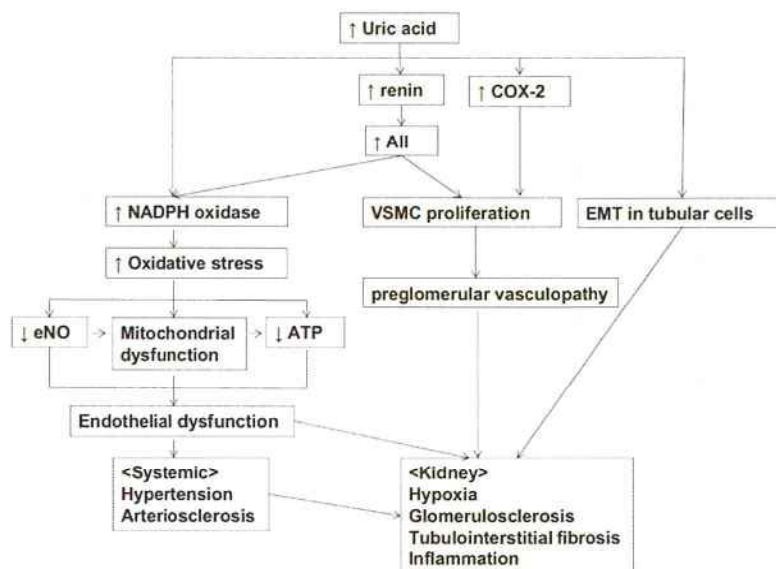 ↑ Uric acid
↑ renin
↑ COX-2
↑ AII
↑ NADPH oxidase
VSMC proliferation
EMT in tubular cells
↑ Oxidative stress
preglomerular vasculopathy
↓ eNO
Mitochondrial
dysfunction
↓ ATP
Endothelial dysfunction
<Systemic>
Hypertension
Arteriosclerosis
<Kidney>
Hypoxia
Glomerulosclerosis
Tubulointerstitial fibrosis
Inflammation